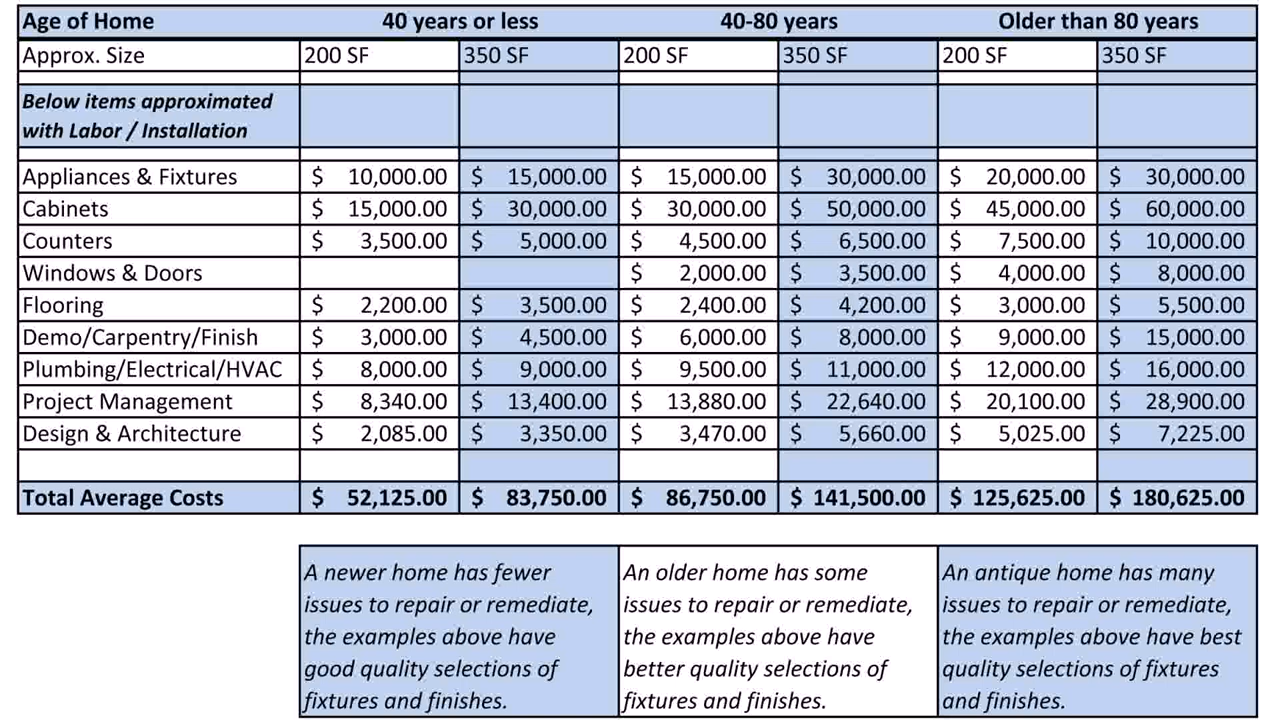 Age of Home 40 years or less 40-80 years Older than 80 years
Approx. Size 200 SF 350 SF 200 SF 350 SF 200 SF 350 SF
Below items approximated
with Labor / Installation
Appliances & Fixtures $ 10,000.00 $ 15,000.00 $ 15,000.00 $ 30,000.00 $ 20,000.00 $ 30,000.00
Cabinets $ 15,000.00 $ 30,000.00 $ 30,000.00 $ 50,000.00 $ 45,000.00 $ 60,000.00
Counters $ 3,500.00 $ 5,000.00 $ 4,500.00 $ 6,500.00 $ 7,500.00 $ 10,000.00
Windows & Doors $ 2,000.00 $ 3,500.00 $ 4,000.00 $ 8,000.00
Flooring $ 2,200.00 $ 3,500.00 $ 2,400.00 $ 4,200.00 $ 3,000.00 $ 5,500.00
Demo/Carpentry/Finish $ 3,000.00 $ 4,500.00 $ 6,000.00 $ 8,000.00 $ 9,000.00 $ 15,000.00
Plumbing/Electrical/HVAC $ 8,000.00 $ 9,000.00 $ 9,500.00 $ 11,000.00 $ 12,000.00 $ 16,000.00
Project Management $ 8,340.00 $ 13,400.00 $ 13,880.00 $ 22,640.00 $ 20,100.00 $ 28,900.00
Design & Architecture $ 2,085.00 $ 3,350.00 $ 3,470.00 $ 5,660.00 $ 5,025.00 $ 7,225.00
Total Average Costs $ 52,125.00 $ 83,750.00 $ 86,750.00 $ 141,500.00 $ 125,625.00 $ 180,625.00
A newer home has fewer
issues to repair or remediate,
the examples above have
good quality selections of
fixtures and finishes.
An older home has some
issues to repair or remediate,
the examples above have
better quality selections of
fixtures and finishes.
An antique home has many
issues to repair or remediate,
the examples above have best
quality selections of fixtures
and finishes.